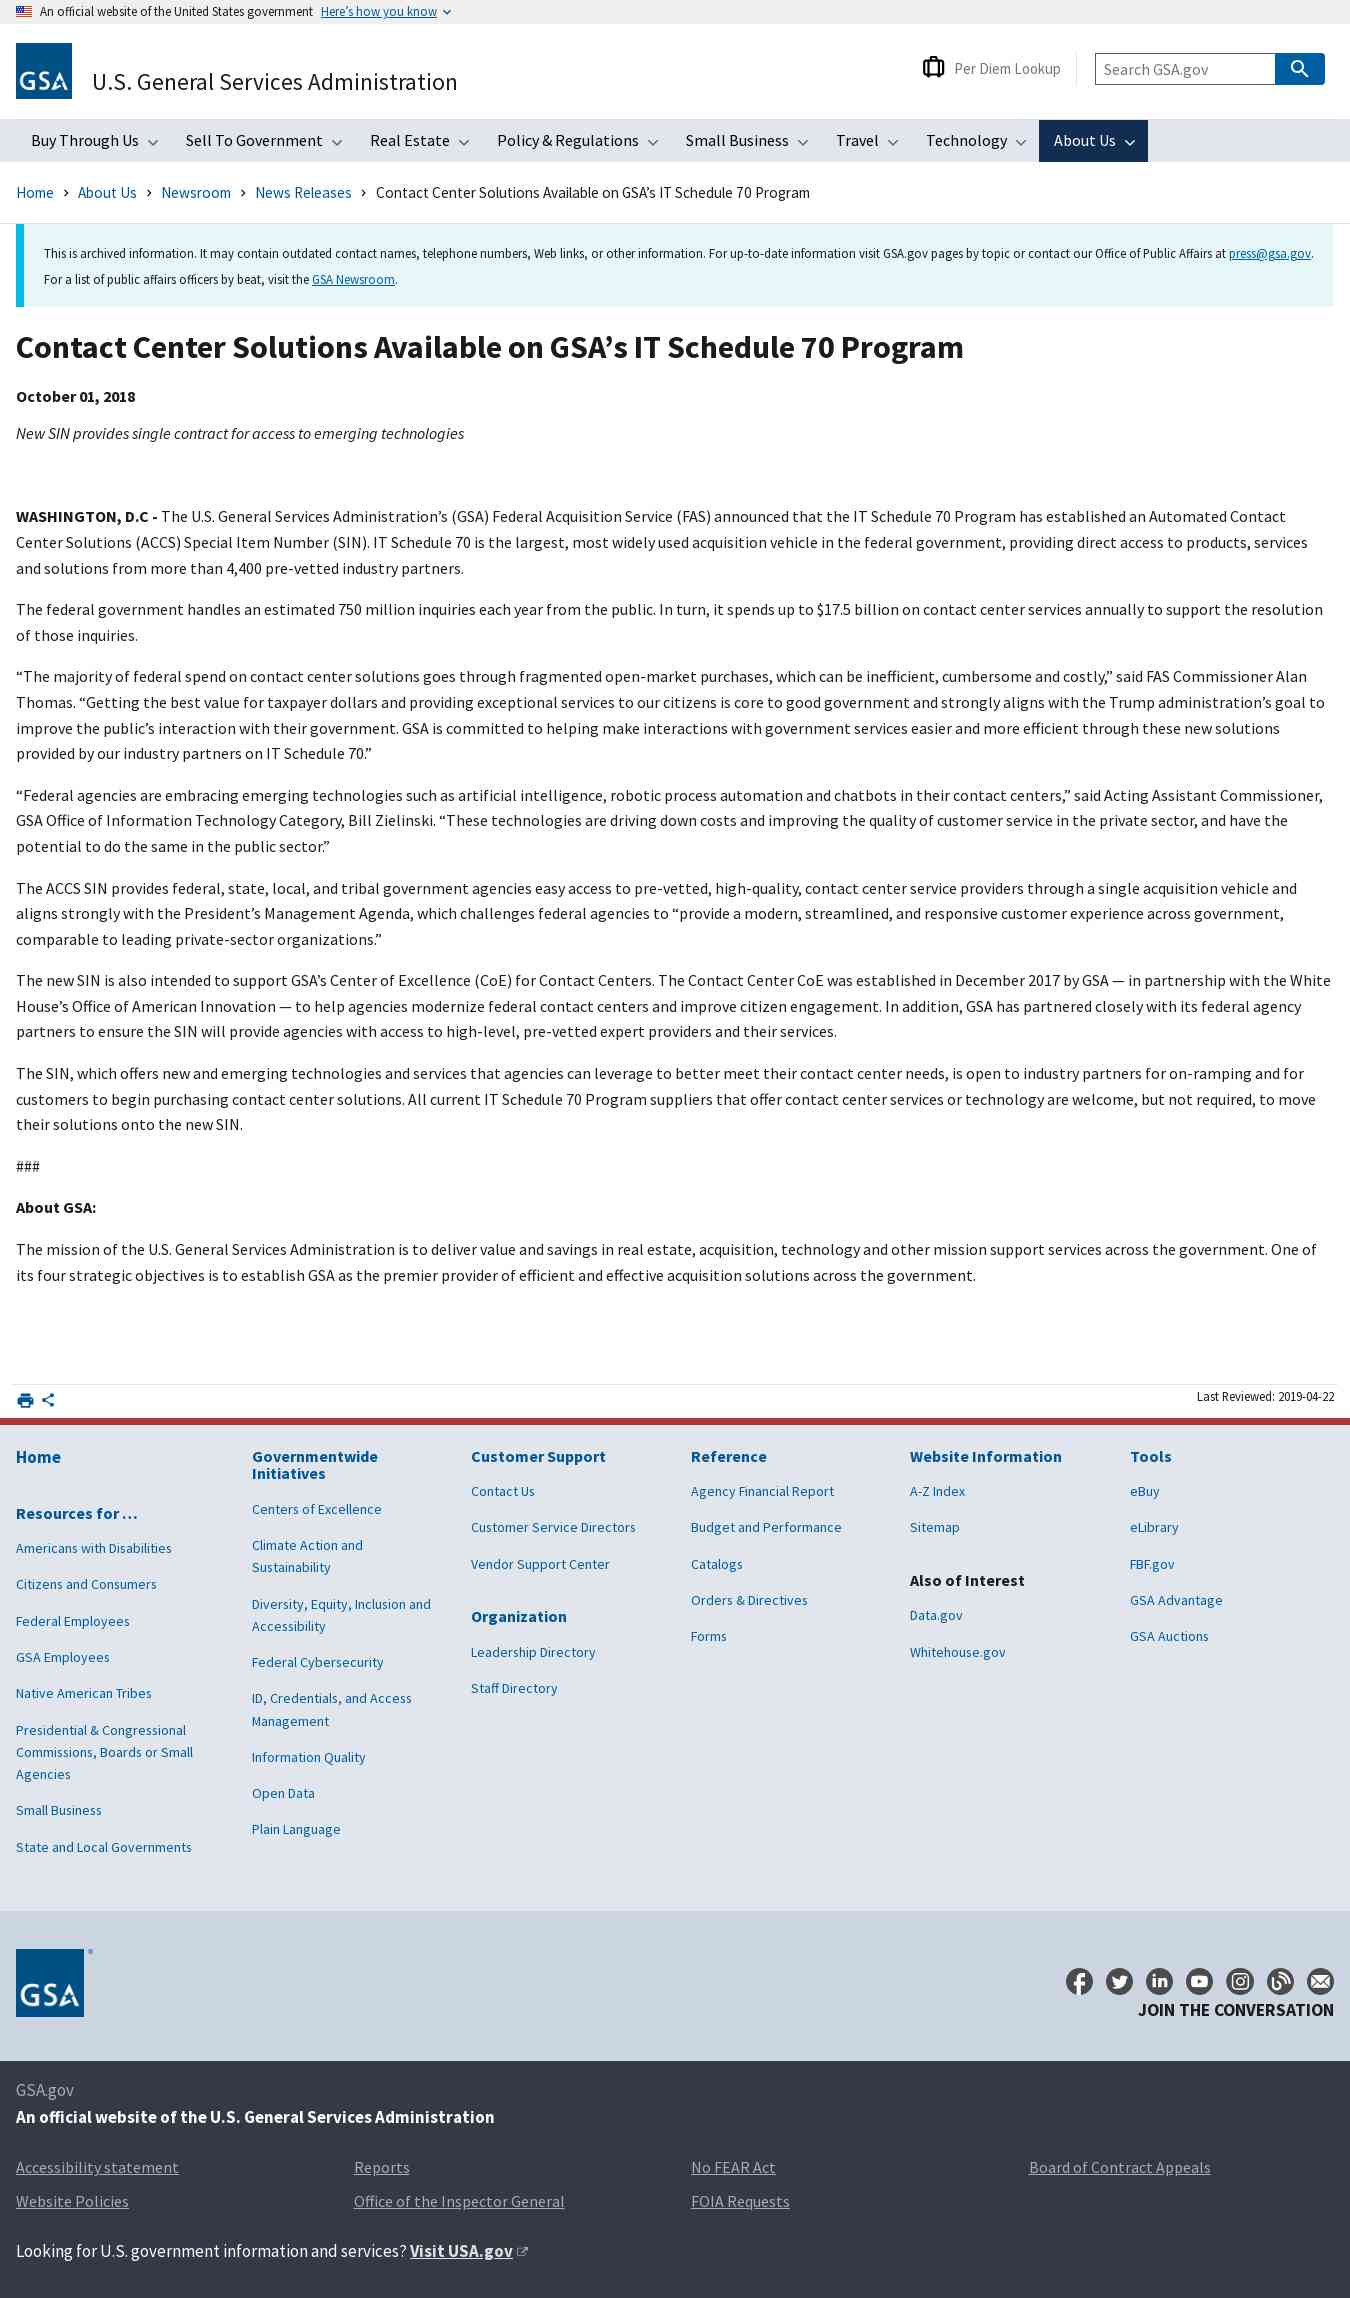 An official website of the United States government Here's how you know
GSA
U.S. General Services Administration
Per Diem Lookup
Search GSA.gov
Buy Through Us Sell To Government Real Estate Policy & Regulations Small Business Travel Technology About Us
Home About Us Newsroom News Releases Contact Center Solutions Available on GSA's IT Schedule 70 Program
This is archived information. It may contain outdated contact names, telephone numbers, Web links, or other information. For up-to-date information visit GSA.gov pages by topic or contact our Office of Public Affairs at press@gsa.gov.
For a list of public affairs officers by beat, visit the GSA Newsroom.
Contact Center Solutions Available on GSA's IT Schedule 70 Program
October 01, 2018
New SIN provides single contract for access to emerging technologies
WASHINGTON, D.C - The U.S. General Services Administration's (GSA) Federal Acquisition Service (FAS) announced that the IT Schedule 70 Program has established an Automated Contact
Center Solutions (ACCS) Special Item Number (SIN). IT Schedule 70 is the largest, most widely used acquisition vehicle in the federal government, providing direct access to products, services
and solutions from more than 4,400 pre-vetted industry partners.
The federal government handles an estimated 750 million inquiries each year from the public. In turn, it spends up to $17.5 billion on contact center services annually to support the resolution
of those inquiries.
“The majority of federal spend on contact center solutions goes through fragmented open-market purchases, which can be inefficient, cumbersome and costly,” said FAS Commissioner Alan
Thomas. “Getting the best value for taxpayer dollars and providing exceptional services to our citizens is core to good government and strongly aligns with the Trump administration’s goal to
improve the public’s interaction with their government. GSA is committed to helping make interactions with government services easier and more efficient through these new solutions
provided by our industry partners on IT Schedule 70.”
“Federal agencies are embracing emerging technologies such as artificial intelligence, robotic process automation and chatbots in their contact centers,” said Acting Assistant Commissioner,
GSA Office of Information Technology Category, Bill Zielinski. “These technologies are driving down costs and improving the quality of customer service in the private sector, and have the
potential to do the same in the public sector.”
The ACCS SIN provides federal, state, local, and tribal government agencies easy access to pre-vetted, high-quality, contact center service providers through a single acquisition vehicle and
aligns strongly with the President’s Management Agenda, which challenges federal agencies to “provide a modern, streamlined, and responsive customer experience across government,
comparable to leading private-sector organizations.”
The new SIN is also intended to support GSA’s Center of Excellence (CoE) for Contact Centers. The Contact Center CoE was established in December 2017 by GSA — in partnership with the White
House’s Office of American Innovation — to help agencies modernize federal contact centers and improve citizen engagement. In addition, GSA has partnered closely with its federal agency
partners to ensure the SIN will provide agencies with access to high-level, pre-vetted expert providers and their services.
The SIN, which offers new and emerging technologies and services that agencies can leverage to better meet their contact center needs, is open to industry partners for on-ramping and for
customers to begin purchasing contact center solutions. All current IT Schedule 70 Program suppliers that offer contact center services or technology are welcome, but not required, to move
their solutions onto the new SIN.
###
About GSA:
The mission of the U.S. General Services Administration is to deliver value and savings in real estate, acquisition, technology and other mission support services across the government. One of
its four strategic objectives is to establish GSA as the premier provider of efficient and effective acquisition solutions across the government.
Last Reviewed: 2019-04-22
Home
Resources for …
Americans with Disabilities
Citizens and Consumers
Federal Employees
GSA Employees
Native American Tribes
Presidential & Congressional
Commissions, Boards or Small
Agencies
Small Business
State and Local Governments
Governmentwide
Initiatives
Centers of Excellence
Climate Action and
Sustainability
Diversity, Equity, Inclusion and
Accessibility
Federal Cybersecurity
ID, Credentials, and Access
Management
Information Quality
Open Data
Plain Language
Customer Support
Contact Us
Customer Service Directors
Vendor Support Center
Organization
Leadership Directory
Staff Directory
Reference
Agency Financial Report
Budget and Performance
Catalogs
Orders & Directives
Forms
Website Information
A-Z Index
Sitemap
Also of Interest
Data.gov
Whitehouse.gov
Tools
eBuy
eLibrary
FBF.gov
GSA Advantage
GSA Auctions
GSA
JOIN THE CONVERSATION
GSA.gov
An official website of the U.S. General Services Administration
Accessibility statement Reports No FEAR Act Board of Contract Appeals
Website Policies Office of the Inspector General FOIA Requests
Looking for U.S. government information and services? Visit USA.gov